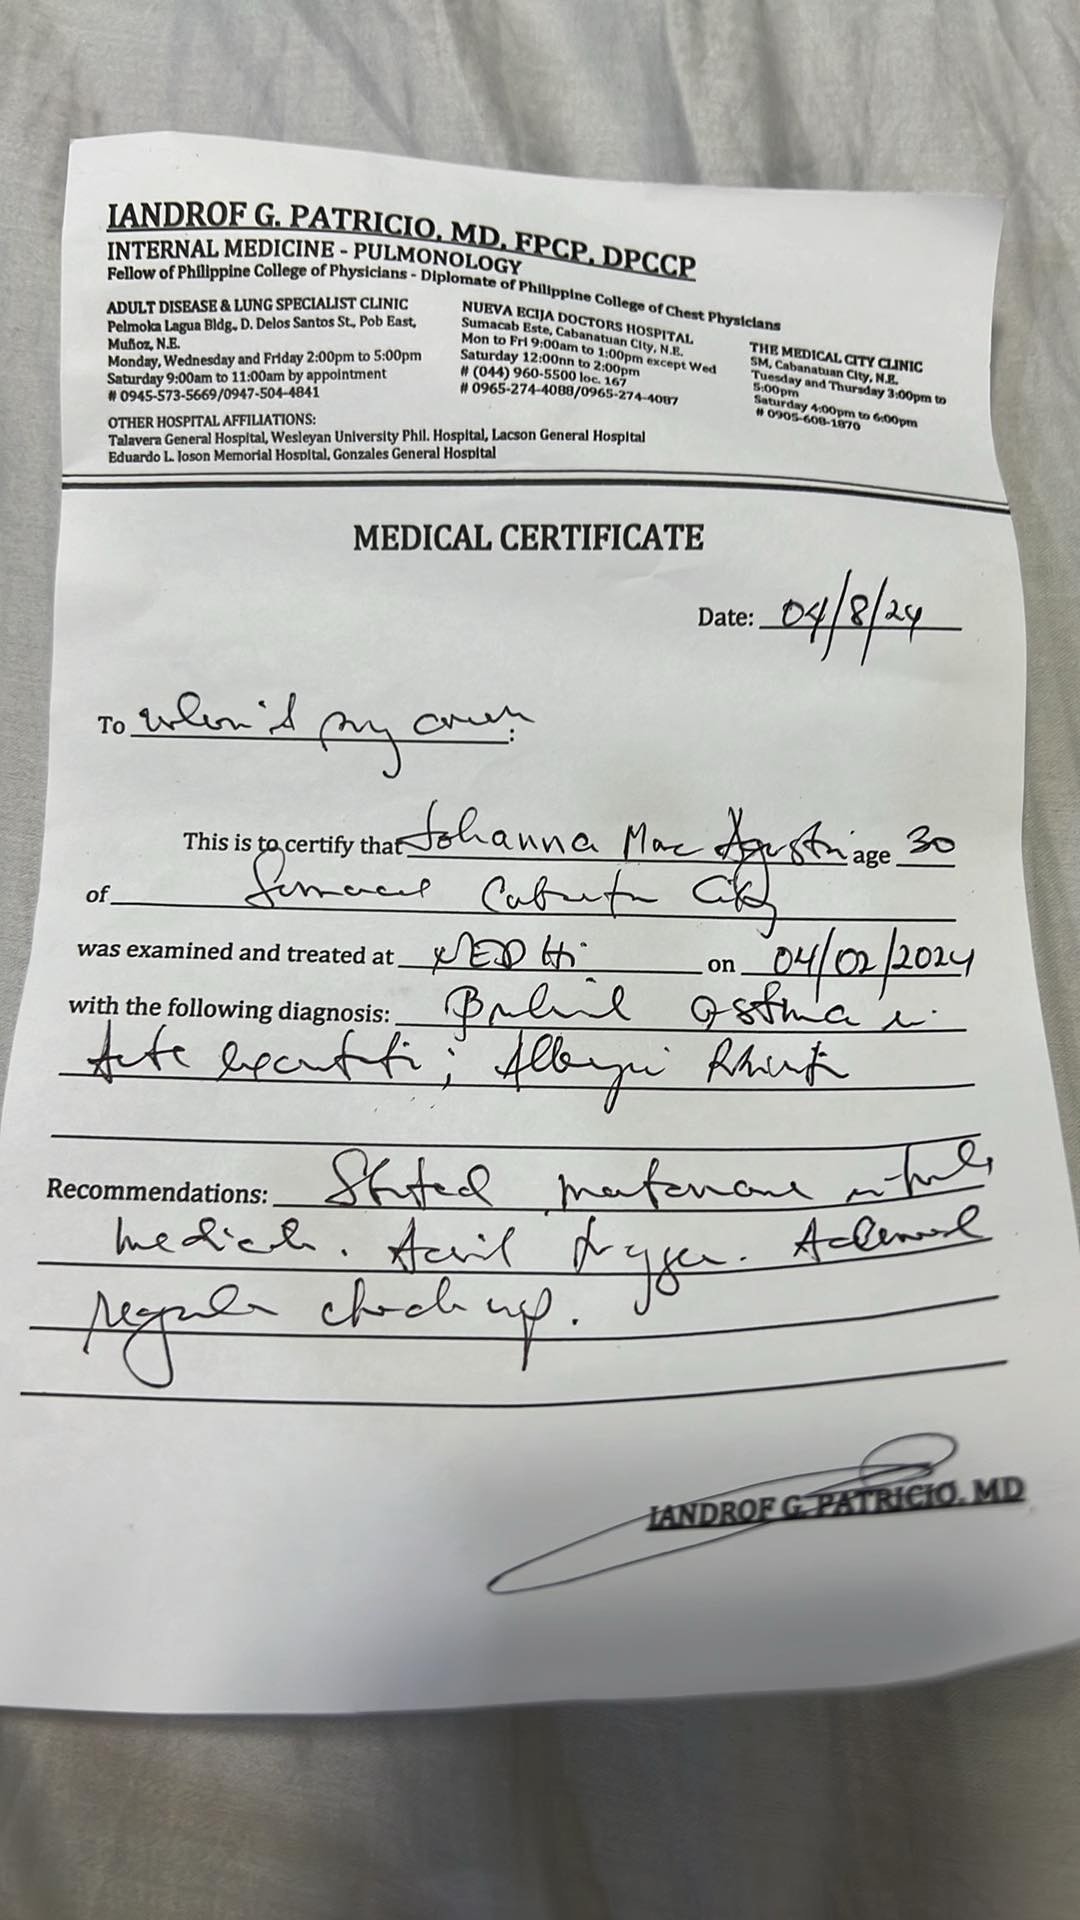 IANDROF G. PATRICIO, MD, FPCP, DPCCP
INTERNAL MEDICINE - PULMONOLOGY
Fellow of Philippine College of Physicians - Diplomate of Philippine College of Chest Physicians
ADULT DISEASE & LUNG SPECIALIST CLINIC
Pelmoka Lagua Bldg., D. Delos Santos St., Pob East,
Muñoz, N.E.
Monday, Wednesday and Friday 2:00pm to 5:00pm
Saturday 9:00am to 11:00am by appointment
# 0945-573-5669/0947-504-4841
NUEVA ECIJA DOCTORS HOSPITAL
Sumacab Este, Cabanatuan City, N.E.
Mon to Fri 9:00am to 1:00pm except Wed
Saturday 12:00nn to 2:00pm
# (044) 960-5500 loc. 167
# 0965-274-4088/0965-274-4087
THE MEDICAL CITY CLINIC
SM, Cabanatuan City, N.E.
Tuesday and Thursday 3:00pm to
5:00pm
Saturday 4:00pm to 6:00pm
# 0905-608-1870
OTHER HOSPITAL AFFILIATIONS:
Talavera General Hospital, Wesleyan University Phil. Hospital, Lacson General Hospital
Eduardo L. Joson Memorial Hospital, Gonzales General Hospital
MEDICAL CERTIFICATE
Date: 04/8/24
To whom it may concern:
This is to certify that Johanna Mae Agustin age 30
of City
was examined and treated at NEDHi on 04/02/2024
with the following diagnosis: Bronchial asthma in
Acute exacerbation; Allergic Rhinitis
Recommendations: Started maintenance
medication. Avoid trigger. Advised
regular check up.
IANDROF G. PATRICIO, MD